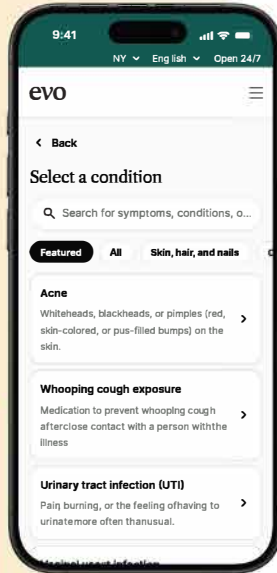 9:41
NY English Open 24/7
evo
Back
Select a condition
Search for symptoms, conditions, o...
Featured All Skin, hair, and nails
Acne
Whiteheads, blackheads, or pimples (red,
skin-colored, or pus-filled bumps) on the
skin.
Whooping cough exposure
Medication to prevent whooping cough
afterclose contact with a person withthe
illness
Urinary tract infection (UTI)
Pain, burning, or the feeling ofhaving to
urinatemore often thanusual.